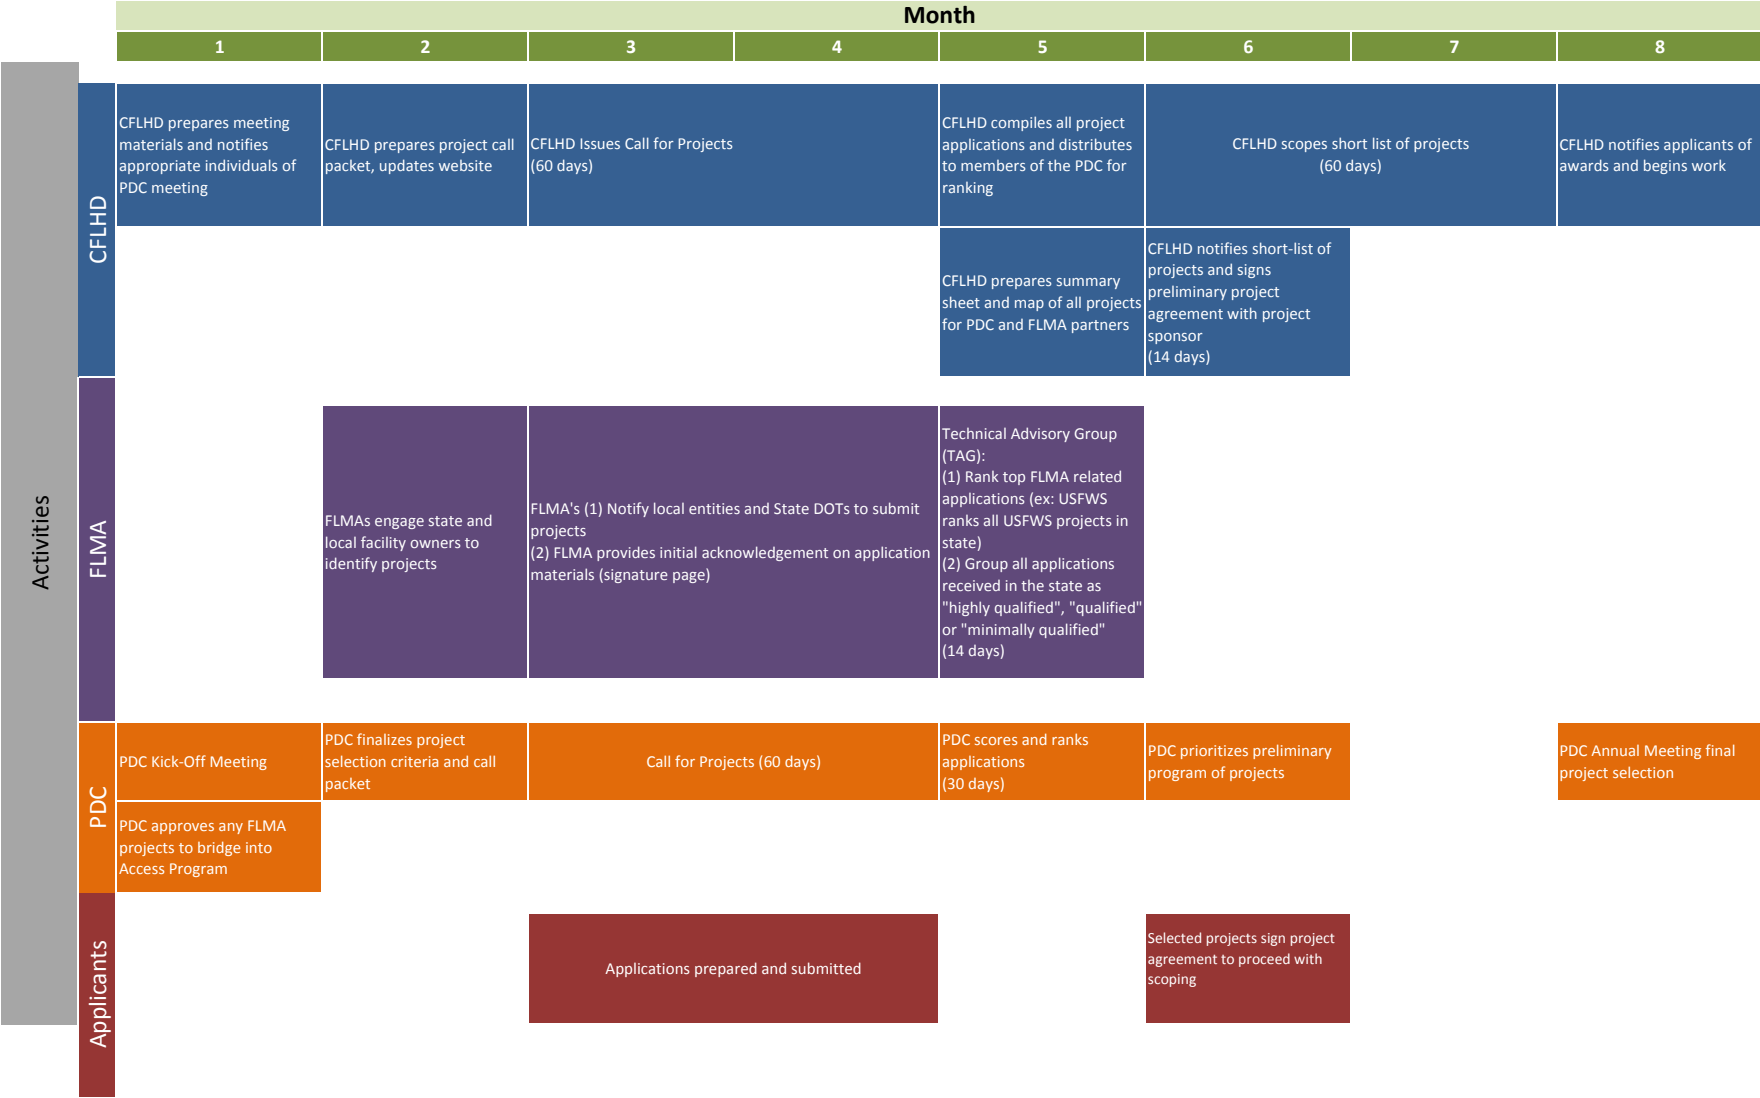 Month
1
2
3
4
5
6
7
8
Activities
CFLHD
CFLHD prepares meeting
materials and notifies
appropriate individuals of
PDC meeting
CFLHD prepares project call
packet, updates website
CFLHD Issues Call for Projects
(60 days)
CFLHD compiles all project
applications and distributes
to members of the PDC for
ranking
CFLHD scopes short list of projects
(60 days)
CFLHD notifies applicants of
awards and begins work
CFLHD prepares summary
sheet and map of all projects
for PDC and FLMA partners
CFLHD notifies short-list of
projects and signs
preliminary project
agreement with project
sponsor
(14 days)
FLMA
FLMAs engage state and
local facility owners to
identify projects
FLMA's (1) Notify local entities and State DOTs to submit
projects
(2) FLMA provides initial acknowledgement on application
materials (signature page)
Technical Advisory Group
(TAG):
(1) Rank top FLMA related
applications (ex: USFWS
ranks all USFWS projects in
state)
(2) Group all applications
received in the state as
"highly qualified", "qualified"
or "minimally qualified"
(14 days)
PDC
PDC Kick-Off Meeting
PDC finalizes project
selection criteria and call
packet
Call for Projects (60 days)
PDC scores and ranks
applications
(30 days)
PDC prioritizes preliminary
program of projects
PDC Annual Meeting final
project selection
PDC approves any FLMA
projects to bridge into
Access Program
Applicants
Applications prepared and submitted
Selected projects sign project
agreement to proceed with
scoping